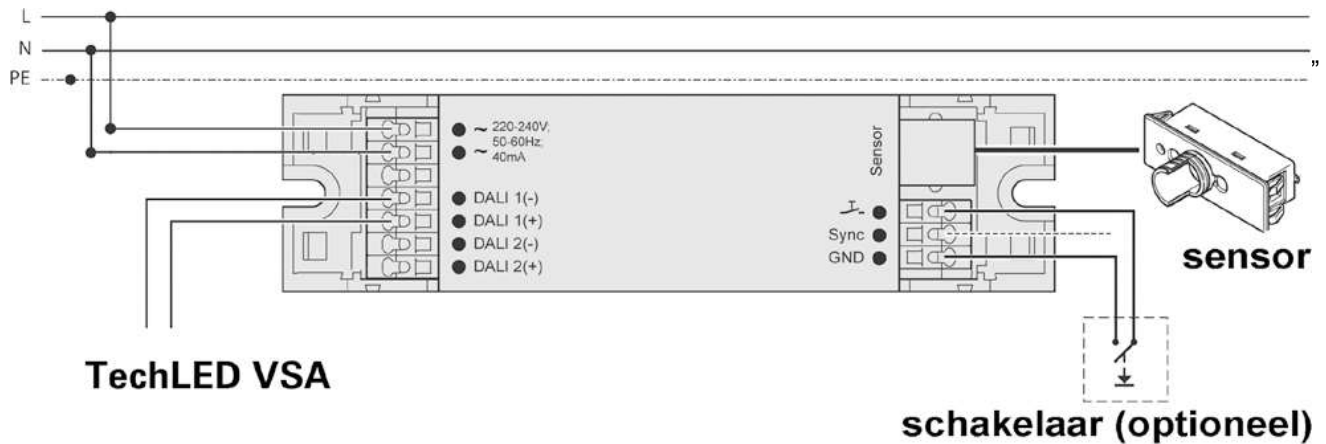 L
N
PE
”
~ 220-240V;
50-60Hz;
~ 40mA
DALI 1(-)
DALI 1(+)
DALI 2(-)
DALI 2(+)
Sensor
Sync
GND
sensor
TechLED VSA
schakelaar (optioneel)